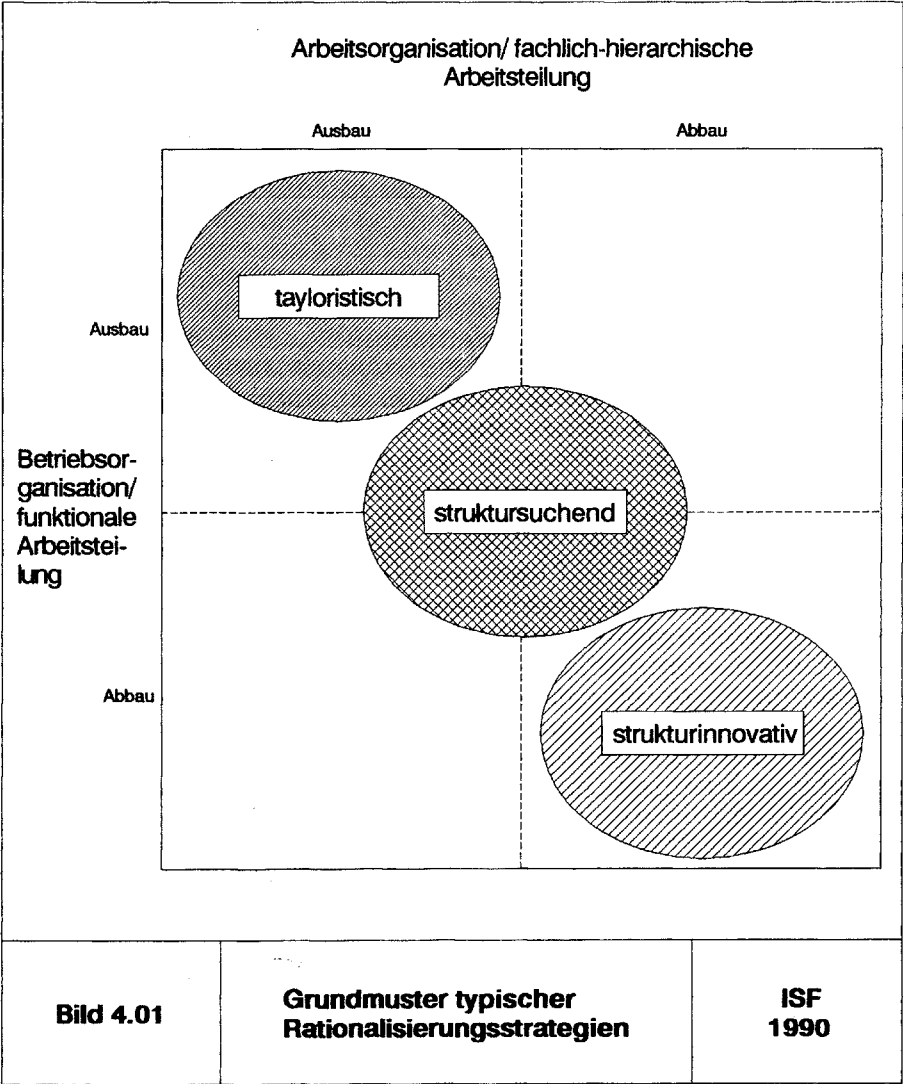 Arbeitsorganisation/ fachlich-hierarchische
Arbeitsteilung
Ausbau
Abbau
tayloristisch
Ausbau
Betriebsor-
ganisation/
funktionale
Arbeitstei-
lung
struktursuchend
Abbau
strukturinnovativ
Bild 4.01
Grundmuster typischer
Rationalisierungsstrategien
ISF
1990